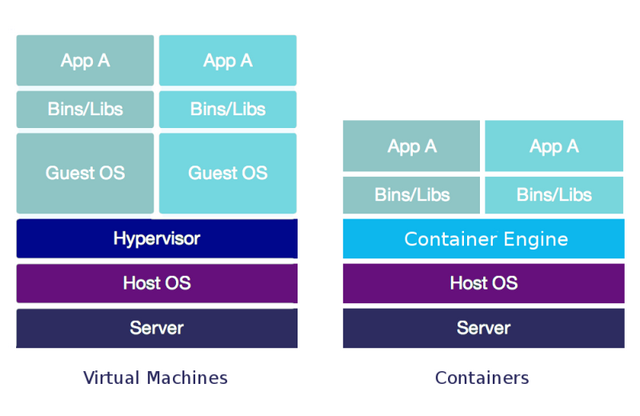 App A App A
Bins/Libs Bins/Libs
Guest OS Guest OS
Hypervisor
Host OS
Server
Virtual Machines
App A App A
Bins/Libs Bins/Libs
Container Engine
Host OS
Server
Containers